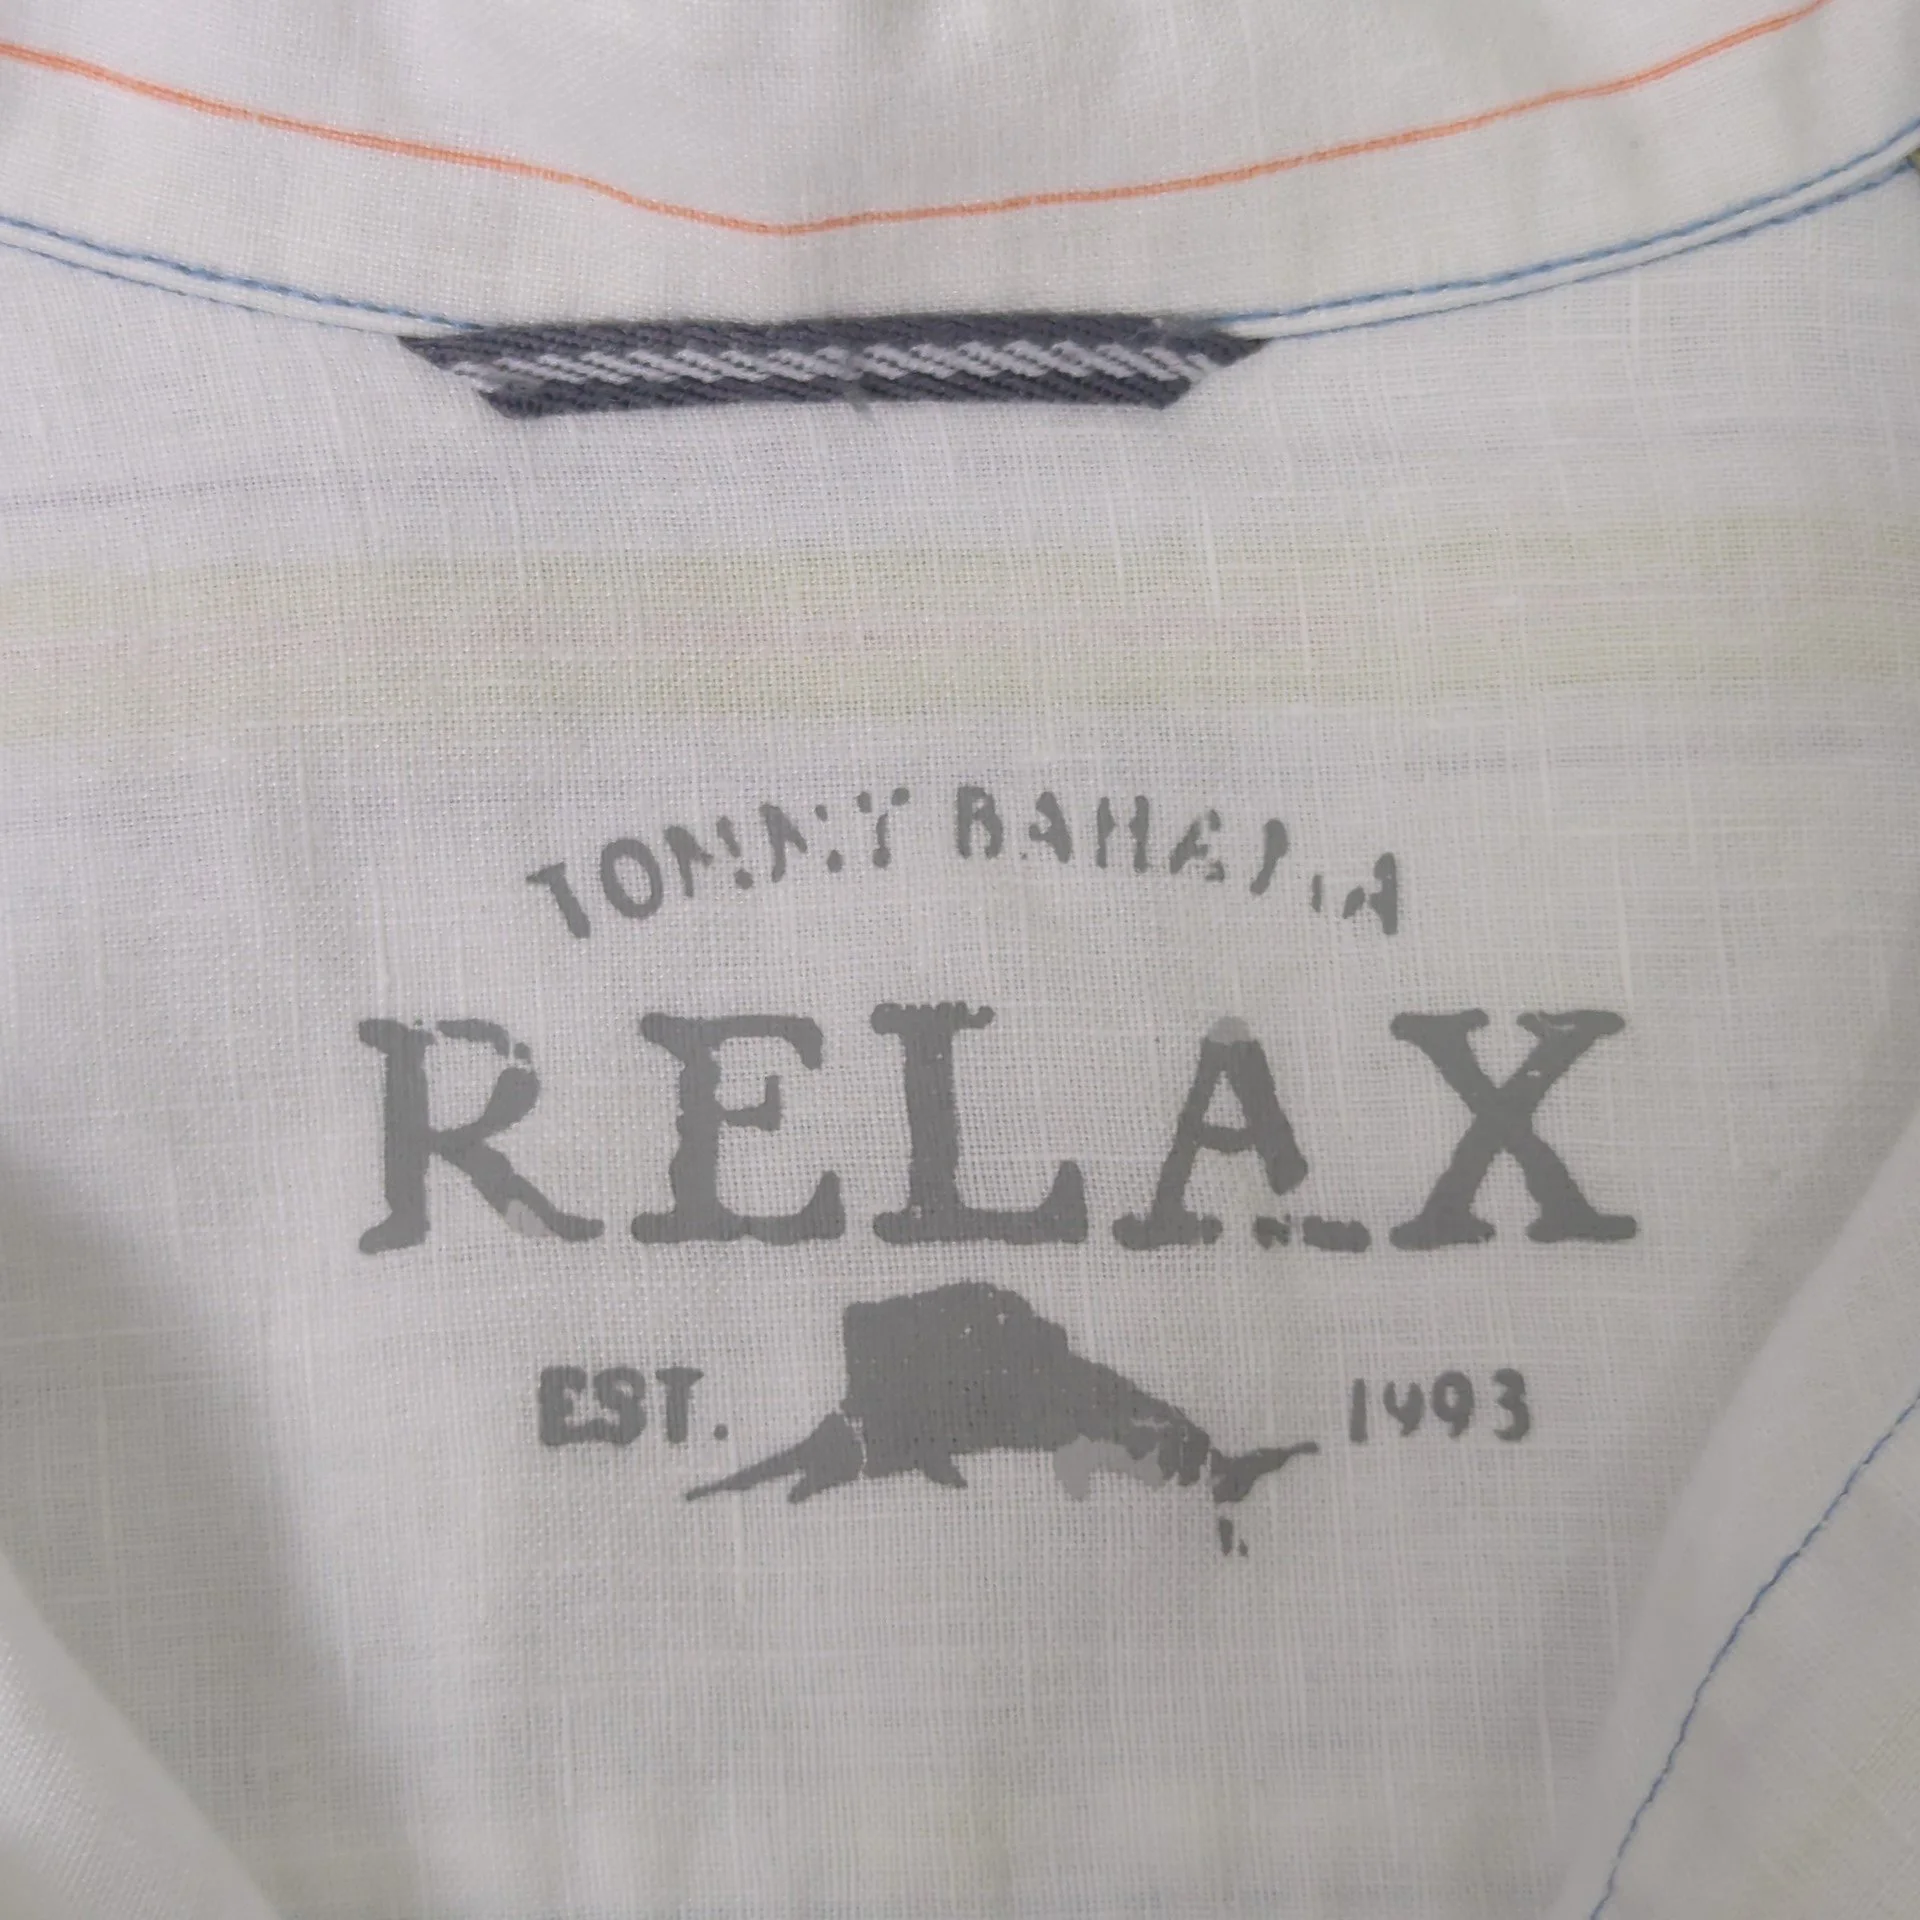 TOMMY BAHAMA
RELAX
EST. 1993